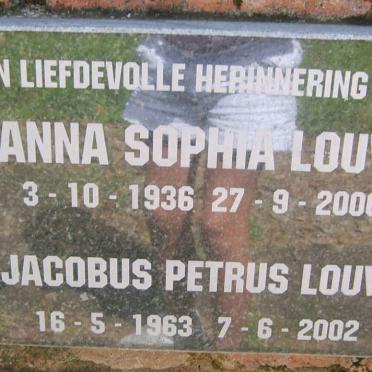 N LIEFDEVOLLE HERINNERING
ANNA SOPHIA LOU
3 - 10 - 1936 27 - 9 - 2000
JACOBUS PETRUS LOUW
16 - 5 - 1963 7 - 6 - 2002